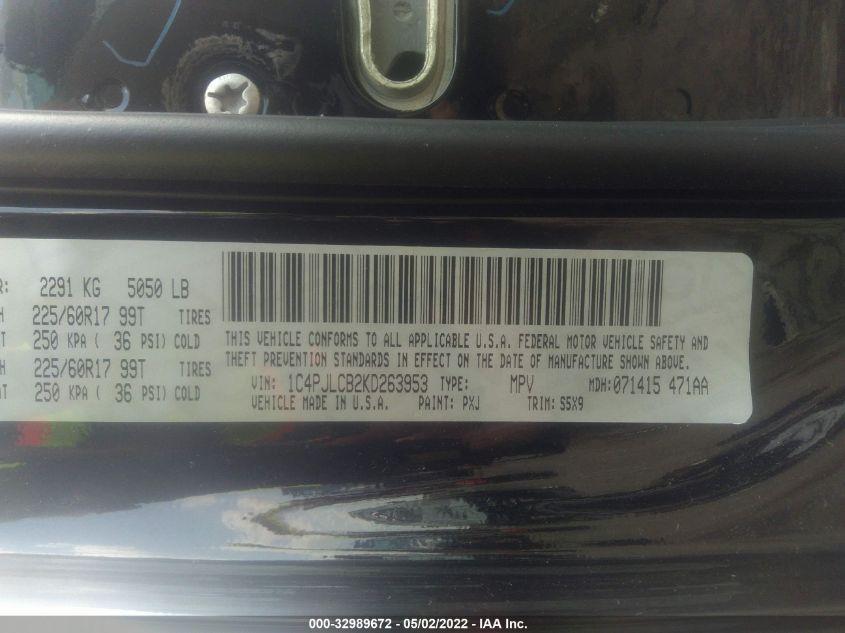 R: 2291 KG 5050 LB
H 225/60R17 99T TIRES
AT 250 KPA ( 36 PSI) COLD
H 225/60R17 99T TIRES
AT 250 KPA ( 36 PSI) COLD
THIS VEHICLE CONFORMS TO ALL APPLICABLE U.S.A. FEDERAL MOTOR VEHICLE SAFETY AND
THEFT PREVENTION STANDARDS IN EFFECT ON THE DATE OF MANUFACTURE SHOWN ABOVE.
VIN: 1C4PJLCB2KD263953 TYPE: MPV MDH: 071415 471AA
VEHICLE MADE IN U.S.A. PAINT: PXJ TRIM: S5X9
000-32989672 - 05/02/2022 - IAA Inc.